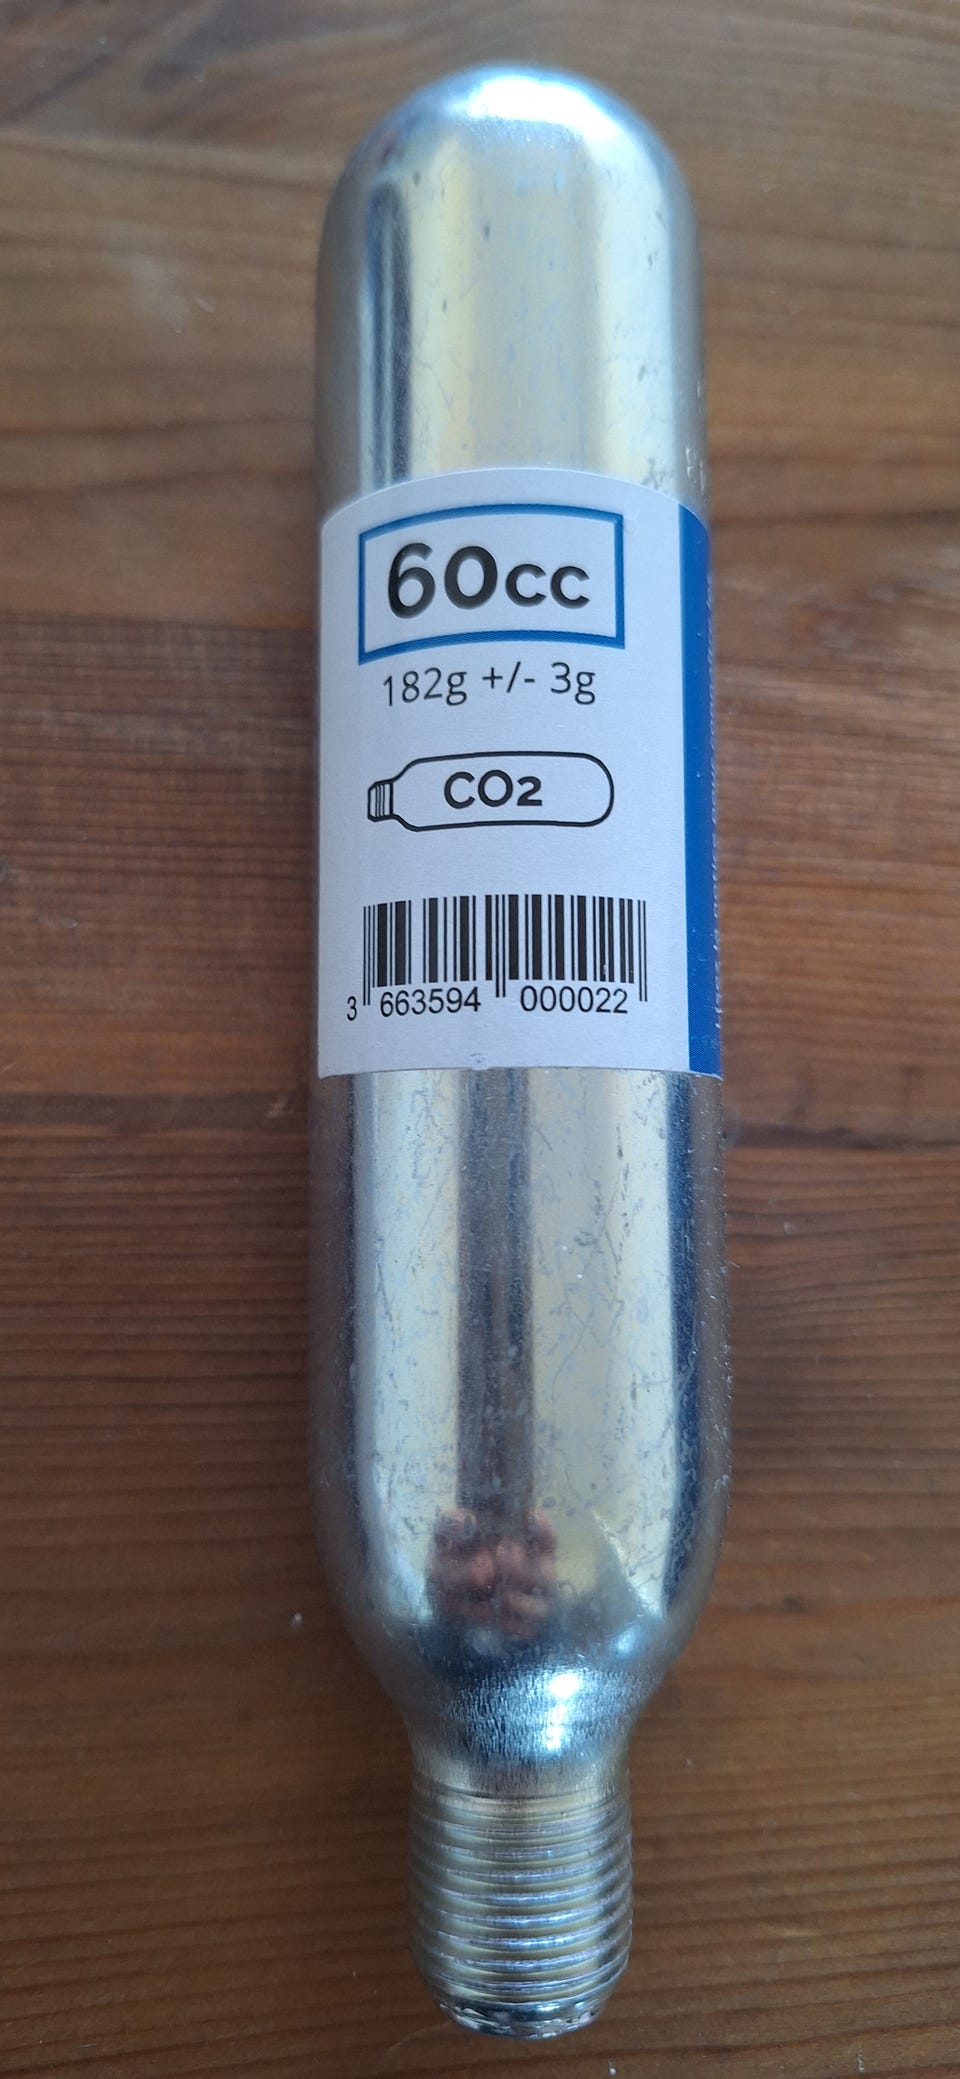 60cc
182g +/- 3g
CO2
3 663594 000022